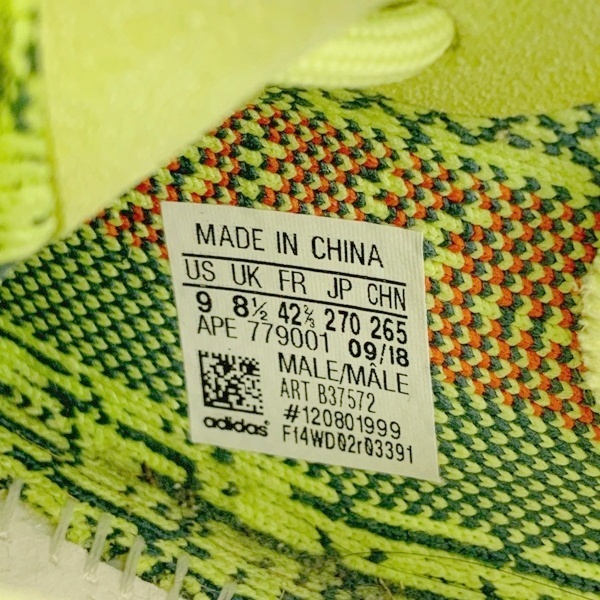 MADE IN CHINA
US UK FR JP CHN
9 8½ 42⅔ 270 265
APE 779001 09/18
MALE/MÂLE
ART B37572
#120801999
adidas® F14WD02r03391